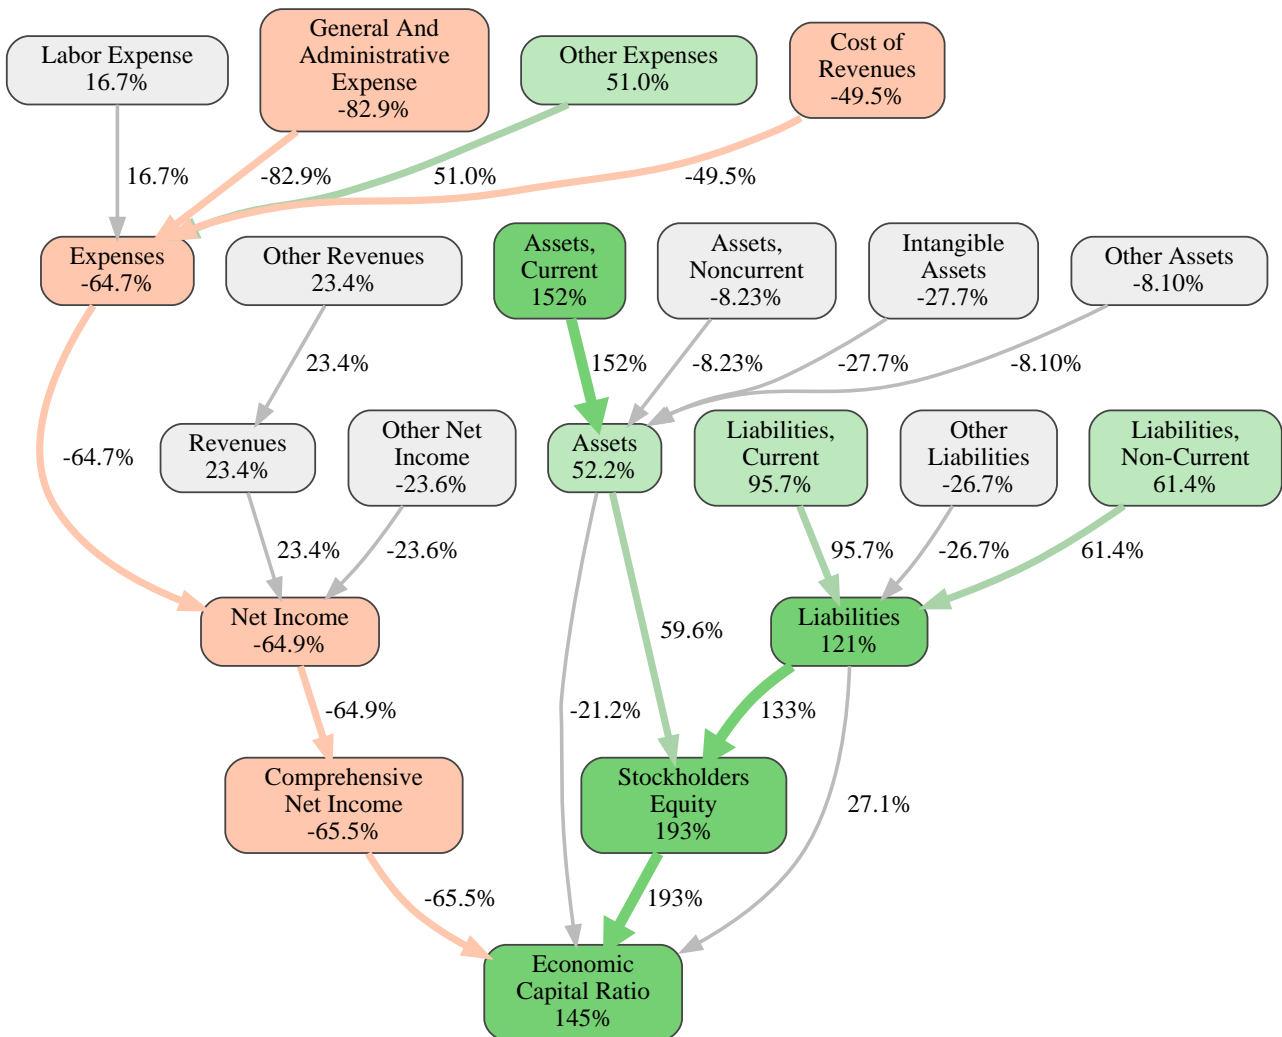 Labor Expense
16.7%
General And
Administrative
Expense
-82.9%
Other Expenses
51.0%
Cost of
Revenues
-49.5%
16.7%
-82.9%
51.0%
-49.5%
Expenses
-64.7%
Other Revenues
23.4%
Assets,
Current
152%
Assets,
Noncurrent
-8.23%
Intangible
Assets
-27.7%
Other Assets
-8.10%
23.4%
152%
-8.23%
-27.7%
-8.10%
-64.7%
Revenues
23.4%
Other Net
Income
-23.6%
Assets
52.2%
Liabilities,
Current
95.7%
Other
Liabilities
-26.7%
Liabilities,
Non-Current
61.4%
23.4%
-23.6%
95.7%
-26.7%
61.4%
Net Income
-64.9%
59.6%
Liabilities
121%
-64.9%
-21.2%
133%
Comprehensive
Net Income
-65.5%
Stockholders
Equity
193%
27.1%
-65.5%
193%
Economic
Capital Ratio
145%